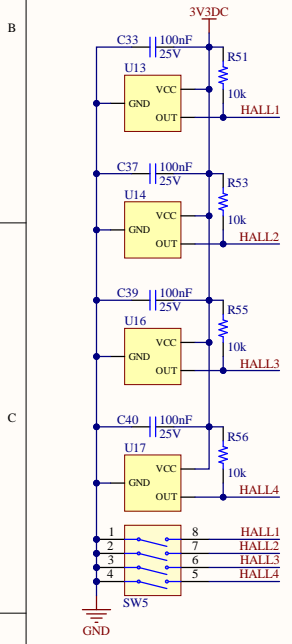 3V3DC
B
C33 100nF
25V
R51
10k
U13
VCC
GND
OUT
HALL1
C37 100nF
25V
R53
10k
U14
VCC
GND
OUT
HALL2
C39 100nF
25V
R55
10k
U16
VCC
GND
OUT
HALL3
C
C40 100nF
25V
R56
10k
U17
VCC
GND
OUT
HALL4
1 8 HALL1
2 7 HALL2
3 6 HALL3
4 5 HALL4
SW5
GND